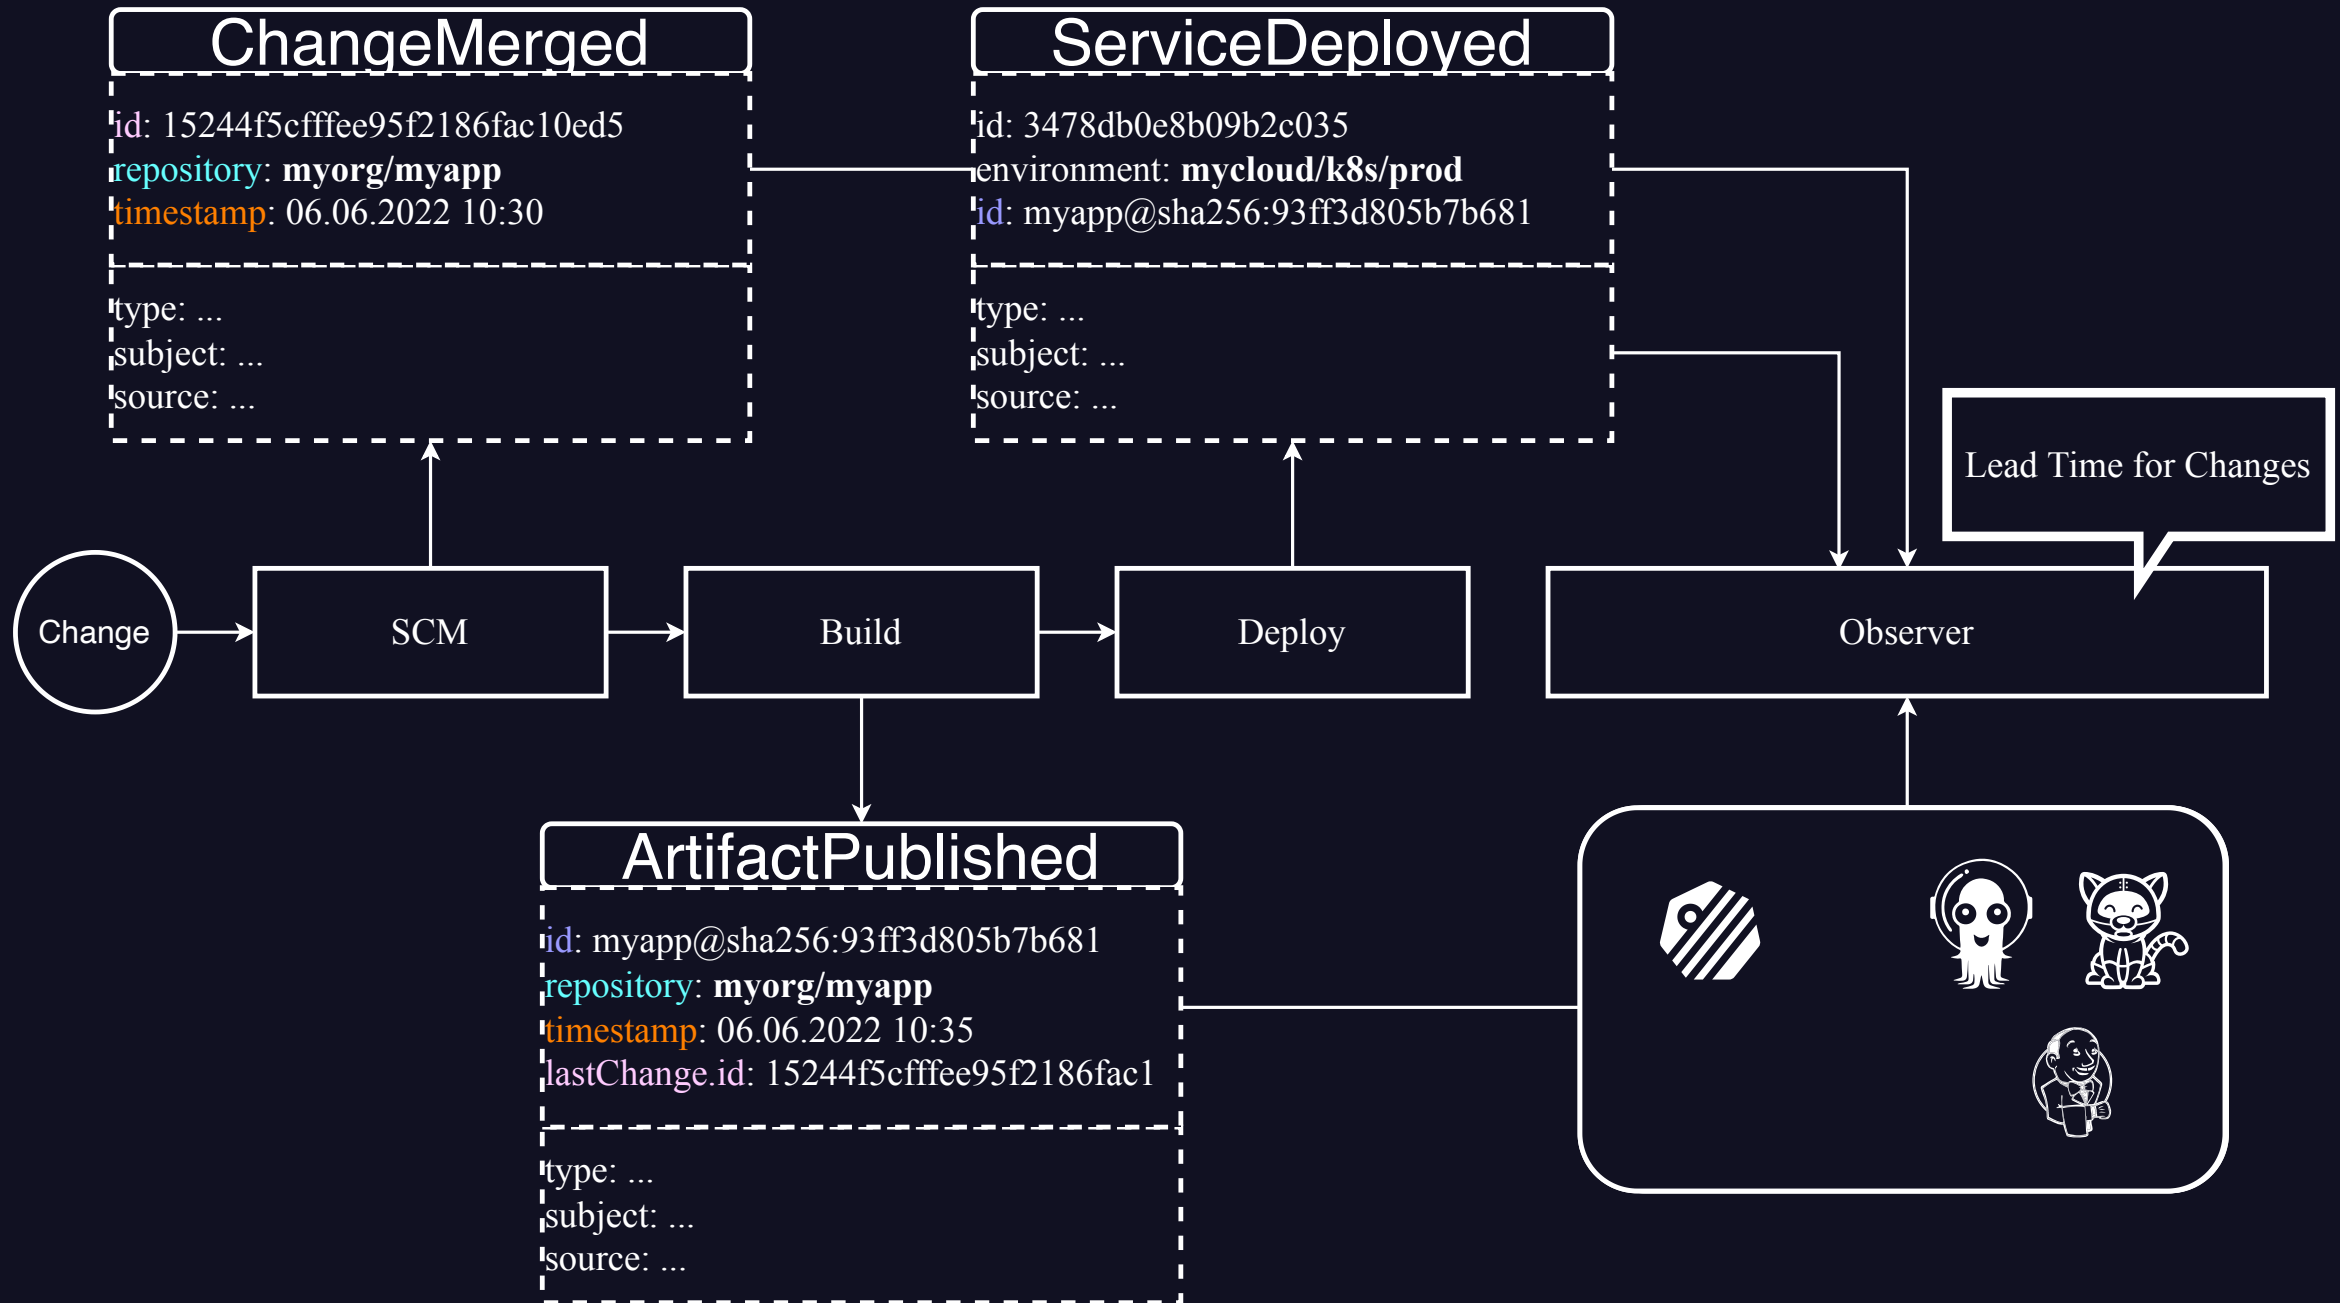 ChangeMerged
id: 15244f5cfffee95f2186fac10ed5
repository: myorg/myapp
timestamp: 06.06.2022 10:30
type: ...
subject: ...
source: ...
ServiceDeployed
id: 3478db0e8b09b2c035
environment: mycloud/k8s/prod
id: myapp@sha256:93ff3d805b7b681
type: ...
subject: ...
source: ...
Lead Time for Changes
Change
SCM
Build
Deploy
Observer
ArtifactPublished
id: myapp@sha256:93ff3d805b7b681
repository: myorg/myapp
timestamp: 06.06.2022 10:35
lastChange.id: 15244f5cfffee95f2186fac1
type: ...
subject: ...
source: ...